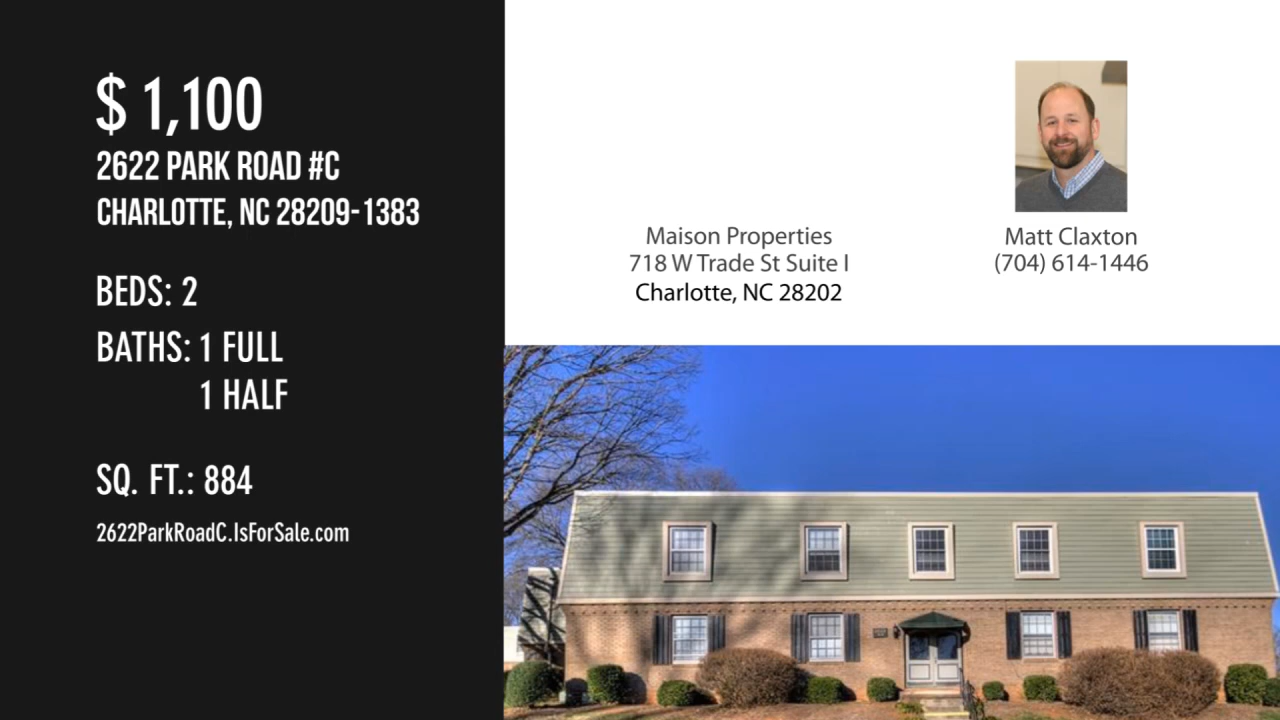 $ 1,100
2622 PARK ROAD #C
CHARLOTTE, NC 28209-1383
BEDS: 2
BATHS: 1 FULL
1 HALF
SQ. FT.: 884
2622ParkRoadC.IsForSale.com
Maison Properties
718 W Trade St Suite I
Charlotte, NC 28202
Matt Claxton
(704) 614-1446